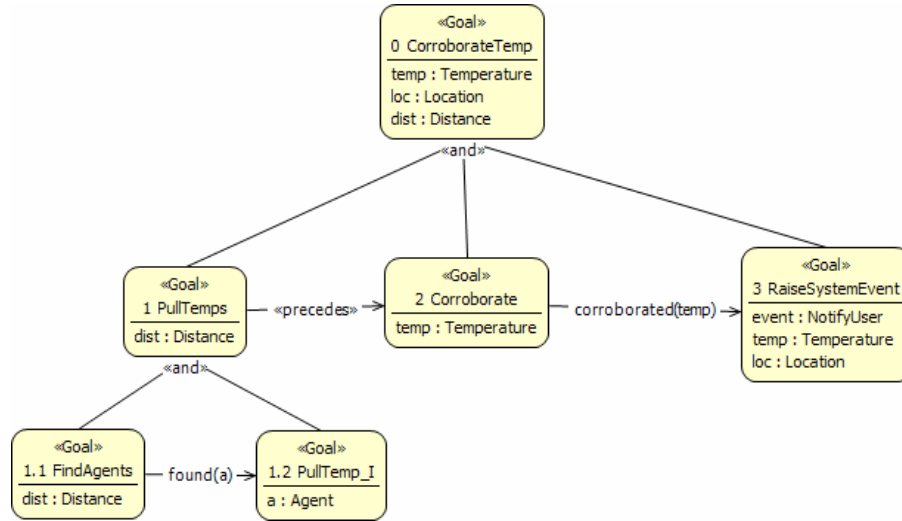 «Goal»
0 CorroborateTemp
temp : Temperature
loc : Location
dist : Distance
«and»
«Goal»
1 PullTemps
dist : Distance
«precedes»
«Goal»
2 Corroborate
temp : Temperature
corroborated(temp)
«Goal»
3 RaiseSystemEvent
event : NotifyUser
temp : Temperature
loc : Location
«and»
«Goal»
1.1 FindAgents
dist : Distance
found(a)
«Goal»
1.2 PullTemp_I
a : Agent